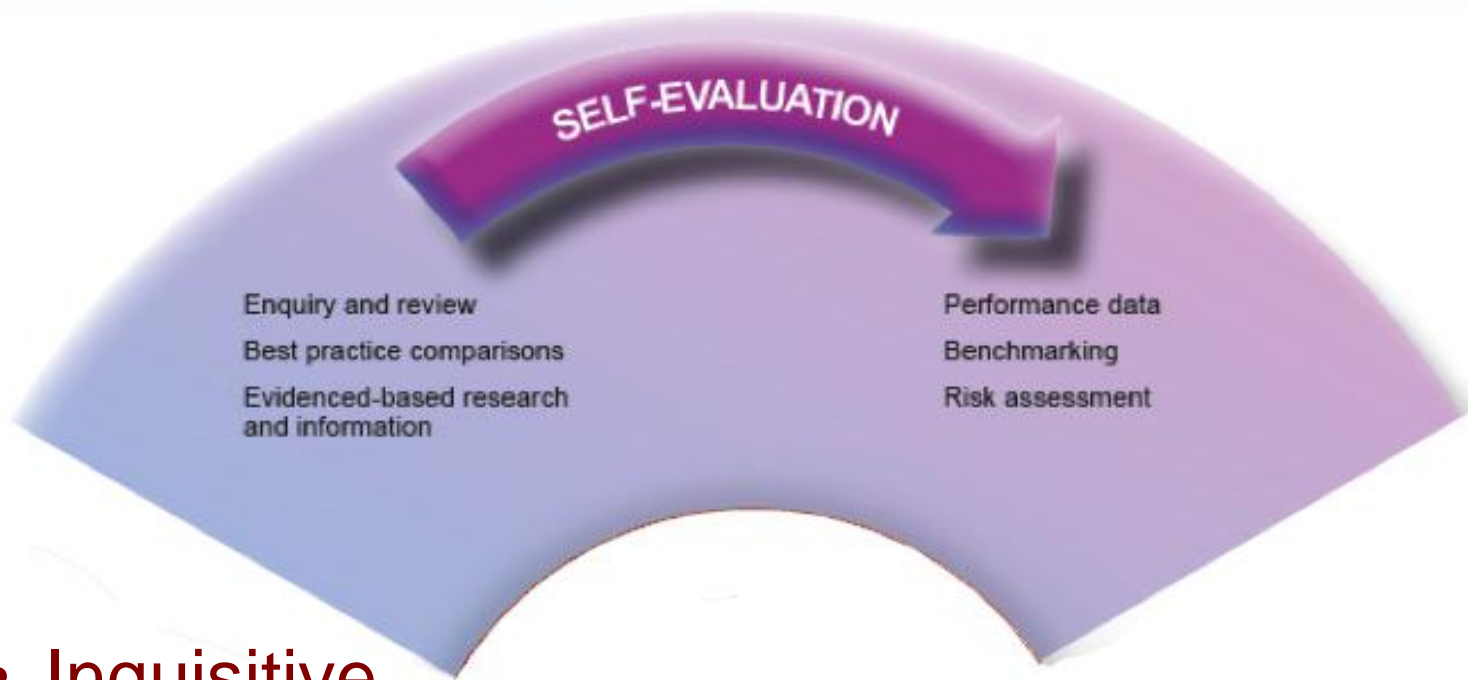 SELF-EVALUATION
Enquiry and review
Best practice comparisons
Evidenced-based research
and information
Performance data
Benchmarking
Risk assessment
• Inquisitive